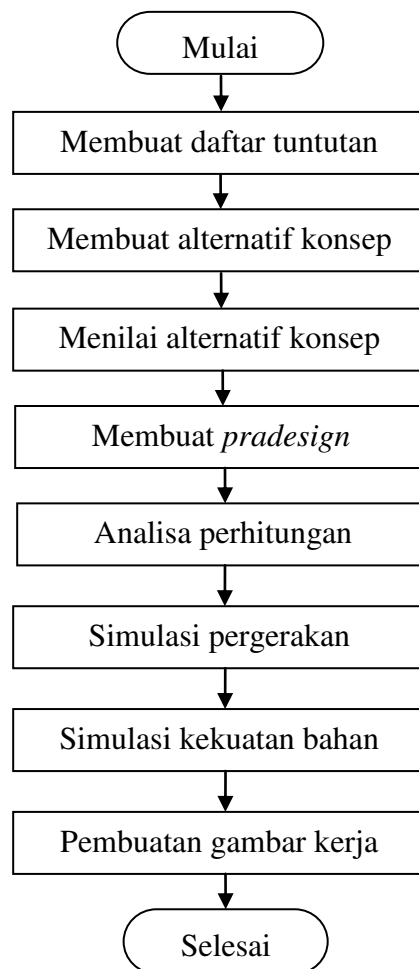 Mulai
Membuat daftar tuntutan
Membuat alternatif konsep
Menilai alternatif konsep
Membuat pradesign
Analisa perhitungan
Simulasi pergerakan
Simulasi kekuatan bahan
Pembuatan gambar kerja
Selesai